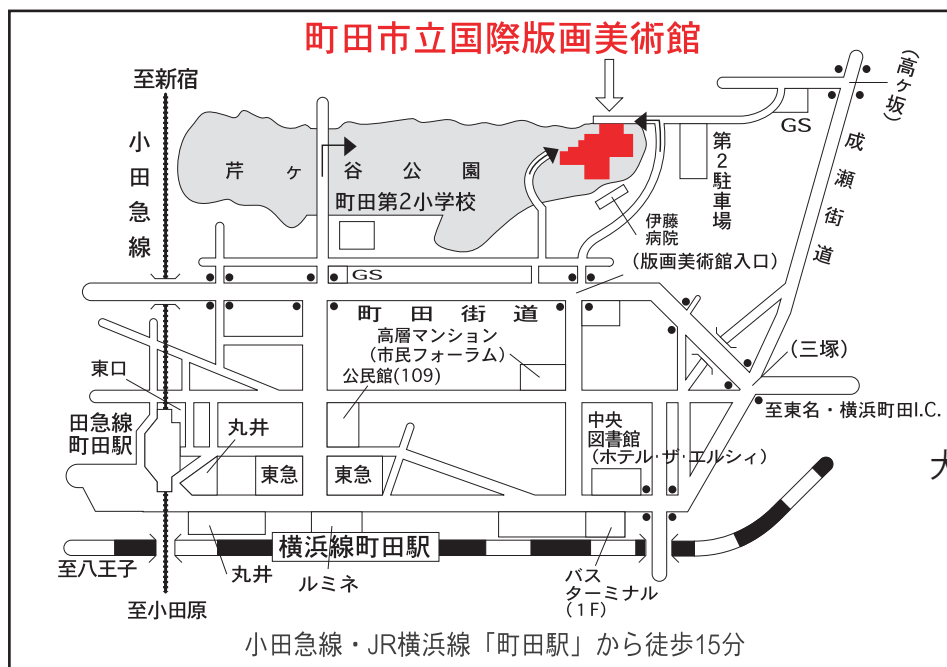 町田市立国際版画美術館
至新宿
(高ヶ坂)
小田急線
GS
成瀬街道
第2駐車場
芹ヶ谷公園
町田第2小学校
伊藤
病院
(版画美術館入口)
GS
町田街道
高層マンション
(市民フォーラム)
公民館(109)
(三塚)
東口
至東名・横浜町田I.C.
田急線
町田駅
丸井
中央
図書館
(ホテル・ザ・エルシィ)
東急
東急
大
横浜線町田駅
至八王子
丸井
ルミネ
バス
ターミナル
(1F)
至小田原
小田急線・JR横浜線「町田駅」から徒歩15分